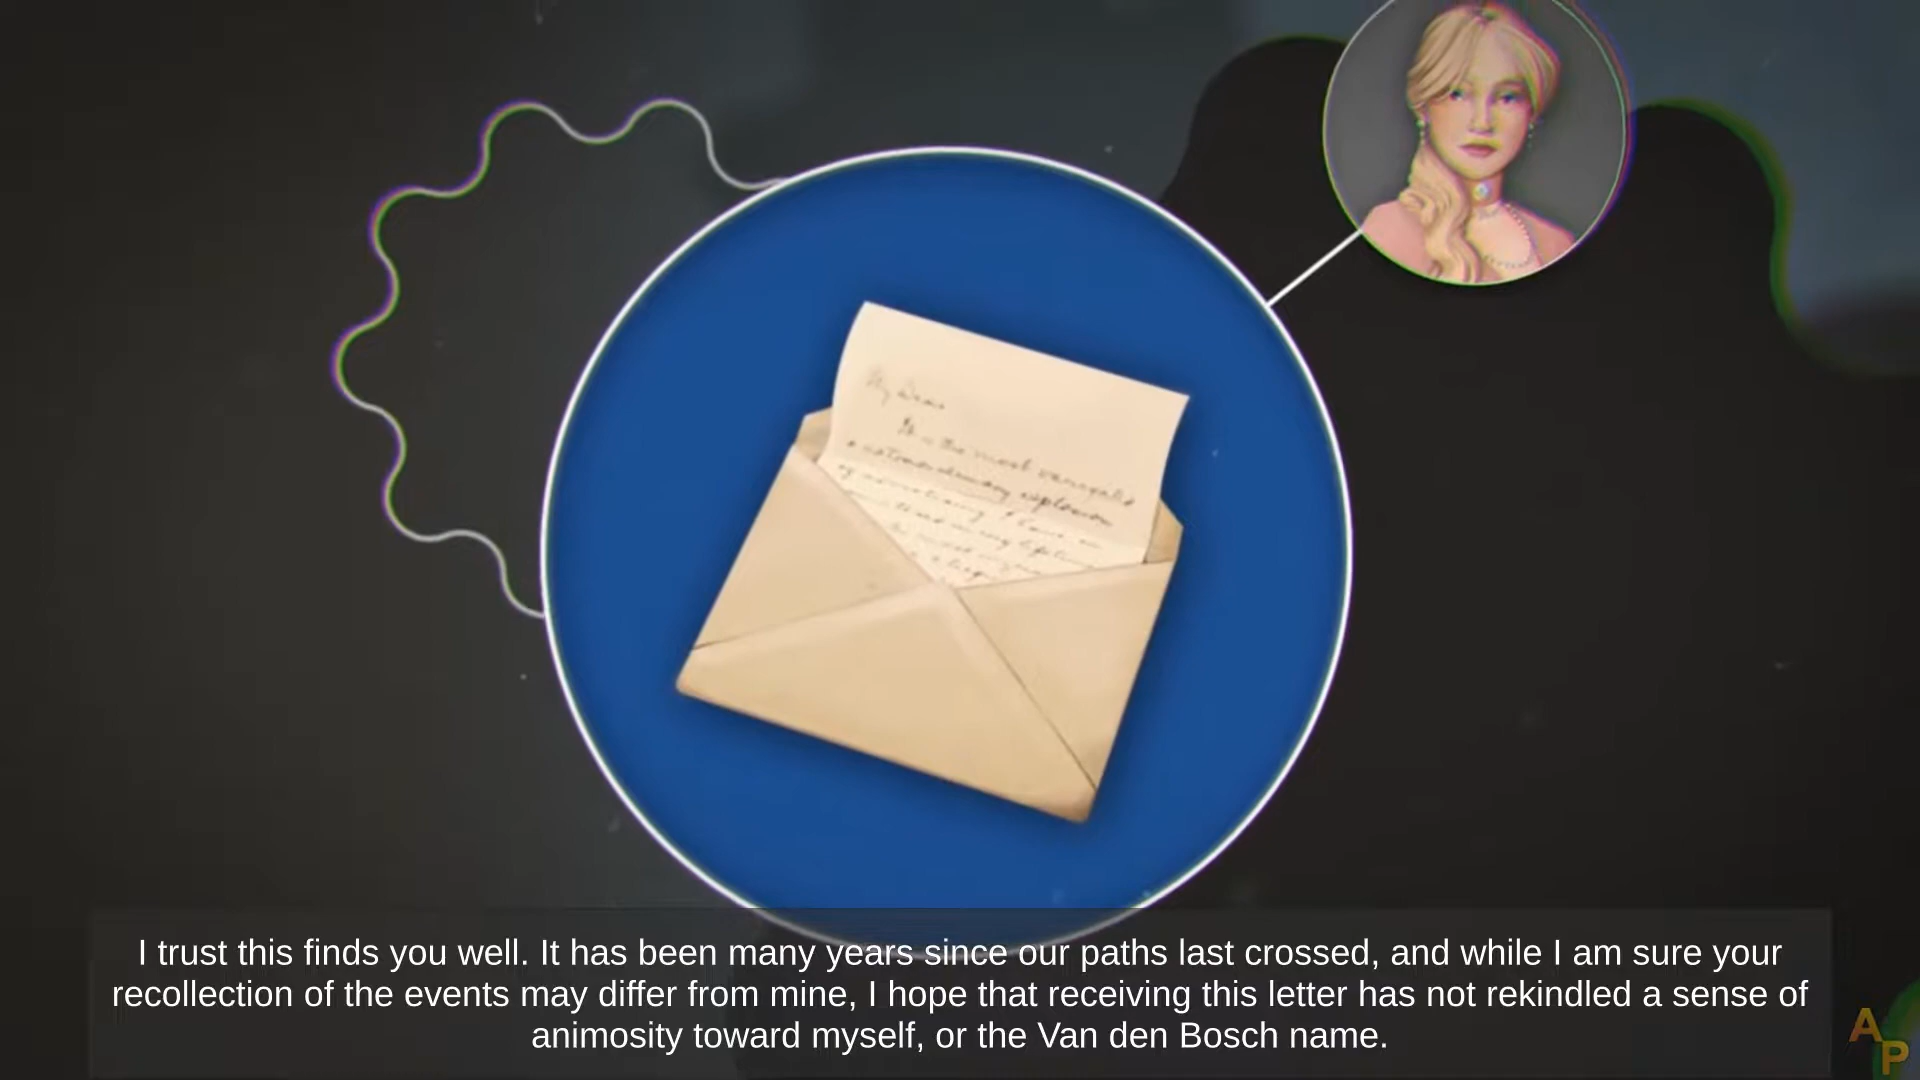 My Dear
I trust this finds you well. It has been many years since our paths last crossed, and while I am sure your
recollection of the events may differ from mine, I hope that receiving this letter has not rekindled a sense of
animosity toward myself, or the Van den Bosch name.
A
P